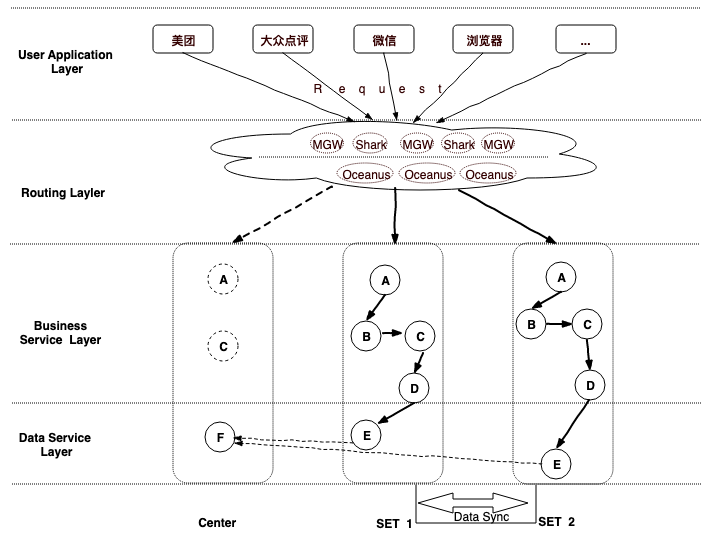 User Application
Layer
美团
大众点评
微信
浏览器
...
R e q u e s t
MGW
Shark
MGW
Shark
MGW
Oceanus
Oceanus
Oceanus
Routing Layler
Business
Service Layer
A
C
A
B
C
D
A
B
C
D
Data Service
Layer
F
E
E
Center
SET 1
Data Sync
SET 2